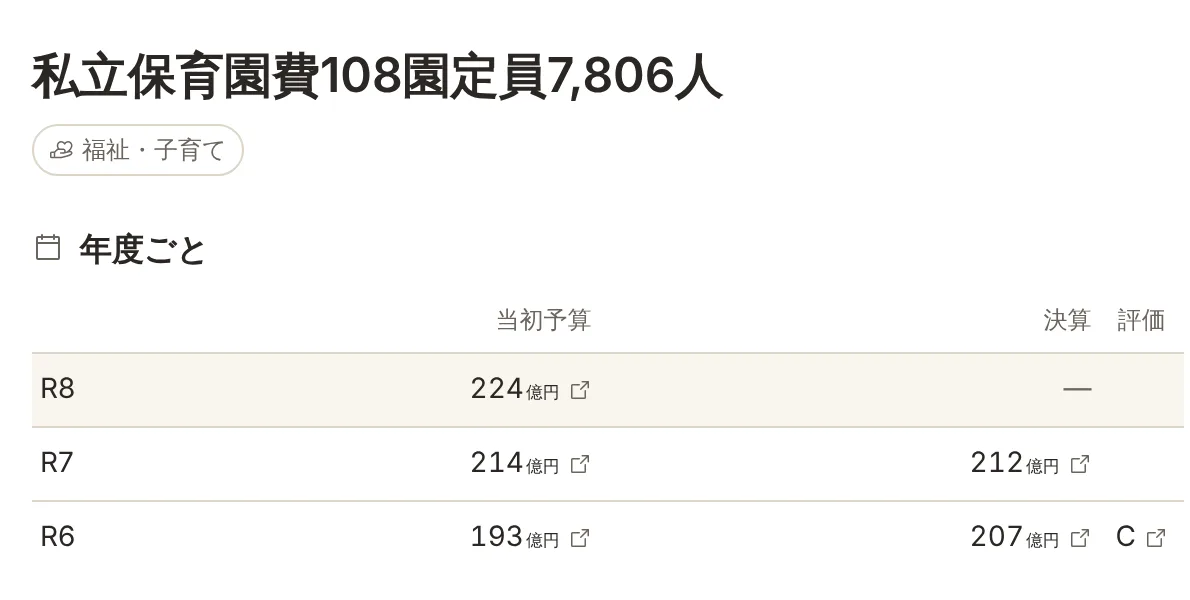 私立保育園費108園定員7,806人
福祉・子育て
年度ごと
当初予算 決算 評価
R8 224億円 —
R7 214億円 212億円
R6 193億円 207億円 C